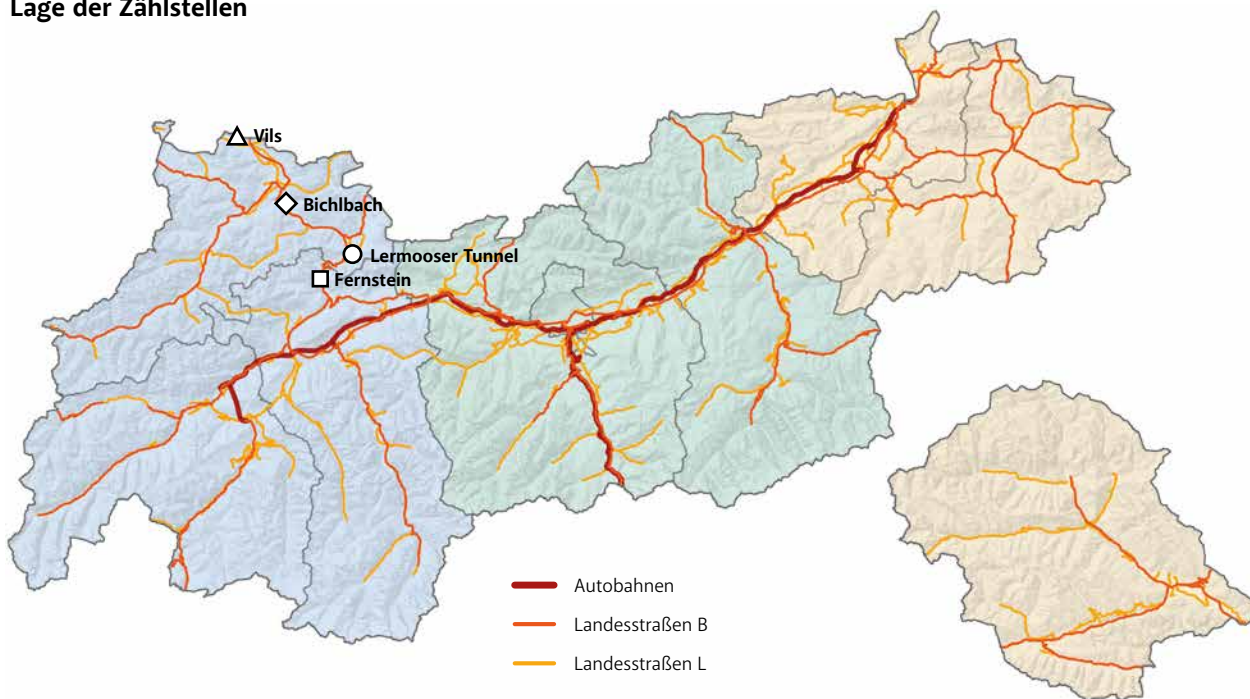 Lage der Zählstellen
Vils
Bichlbach
Lermooser Tunnel
Fernstein
Autobahnen
Landesstraßen B
Landesstraßen L